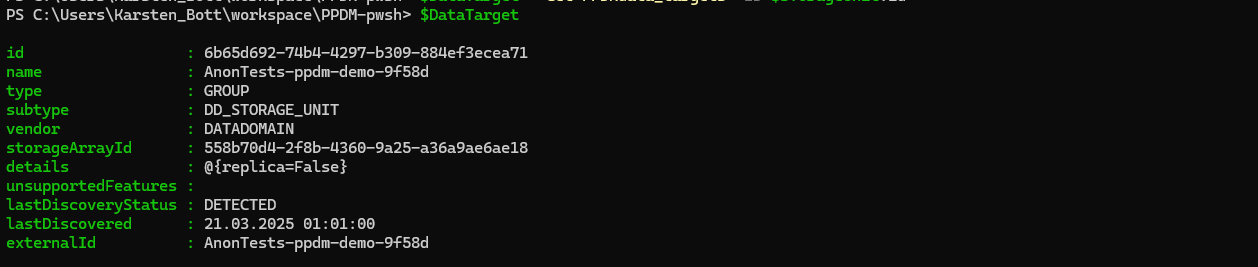 PS C:\Users\Karsten_Bott\workspace\PPDM-pwsh> $DataTarget
id : 6b65d692-74b4-4297-b309-884ef3ecea71
name : AnonTests-ppdm-demo-9f58d
type : GROUP
subtype : DD_STORAGE_UNIT
vendor : DATADOMAIN
storageArrayId : 558b70d4-2f8b-4360-9a25-a36a9ae6ae18
details : @{replica=False}
unsupportedFeatures :
lastDiscoveryStatus : DETECTED
lastDiscovered : 21.03.2025 01:01:00
externalId : AnonTests-ppdm-demo-9f58d